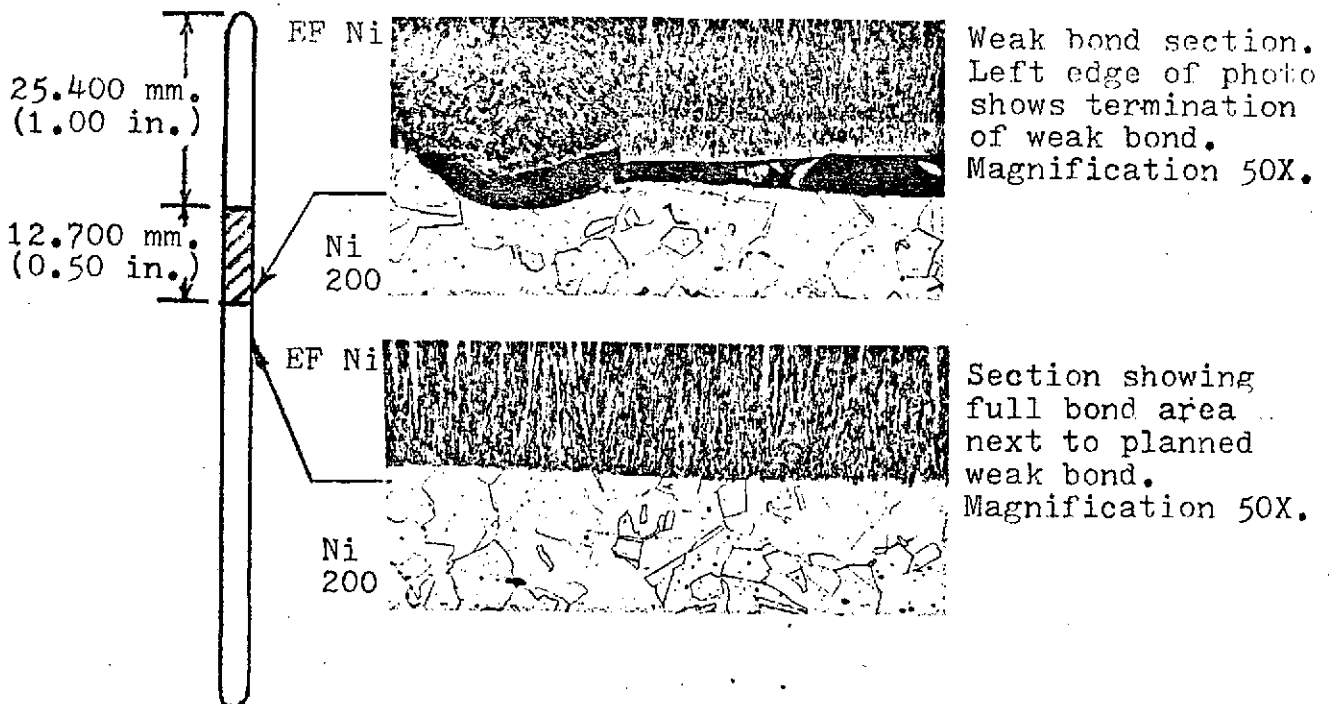 25.400 mm.
(1.00 in.)
12.700 mm.
(0.50 in.)
EF Ni
Ni
200
Weak bond section.
Left edge of photo
shows termination
of weak bond.
Magnification 50X.
EF Ni
Ni
200
Section showing
full bond area
next to planned
weak bond.
Magnification 50X.